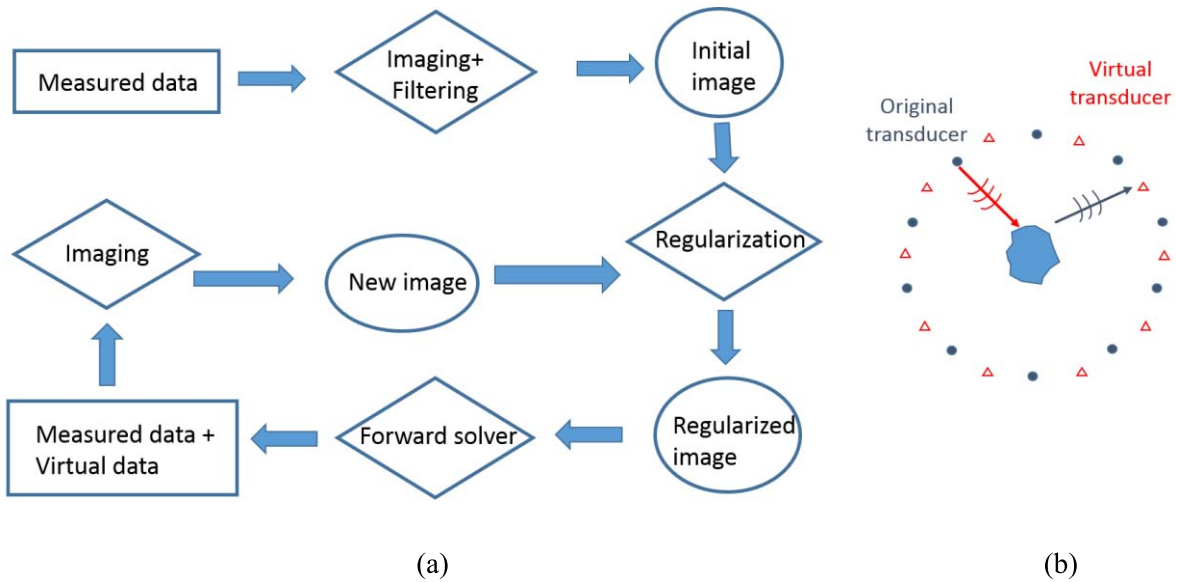 Measured data
Imaging+
Filtering
Initial
image
Virtual
transducer
Original
transducer
Imaging
New image
Regularization
Measured data +
Virtual data
Forward solver
Regularized
image
(a)
(b)